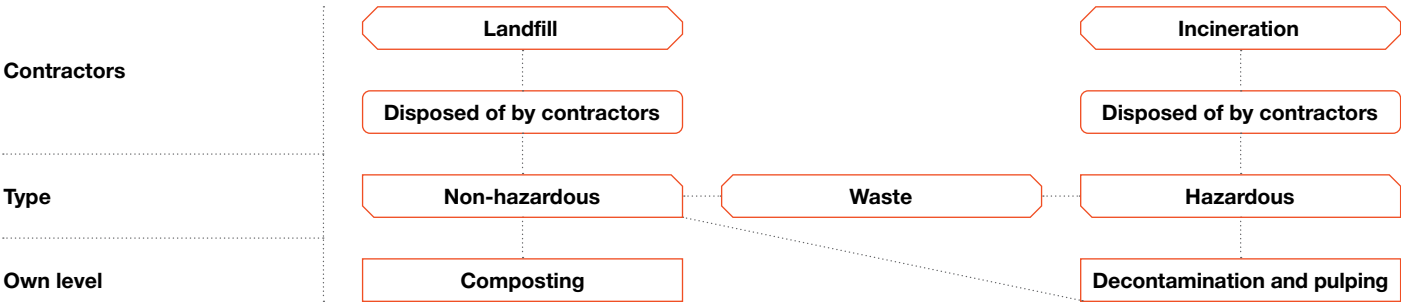 Landfill
Incineration
Contractors
Disposed of by contractors
Disposed of by contractors
Type
Non-hazardous
Waste
Hazardous
Own level
Composting
Decontamination and pulping